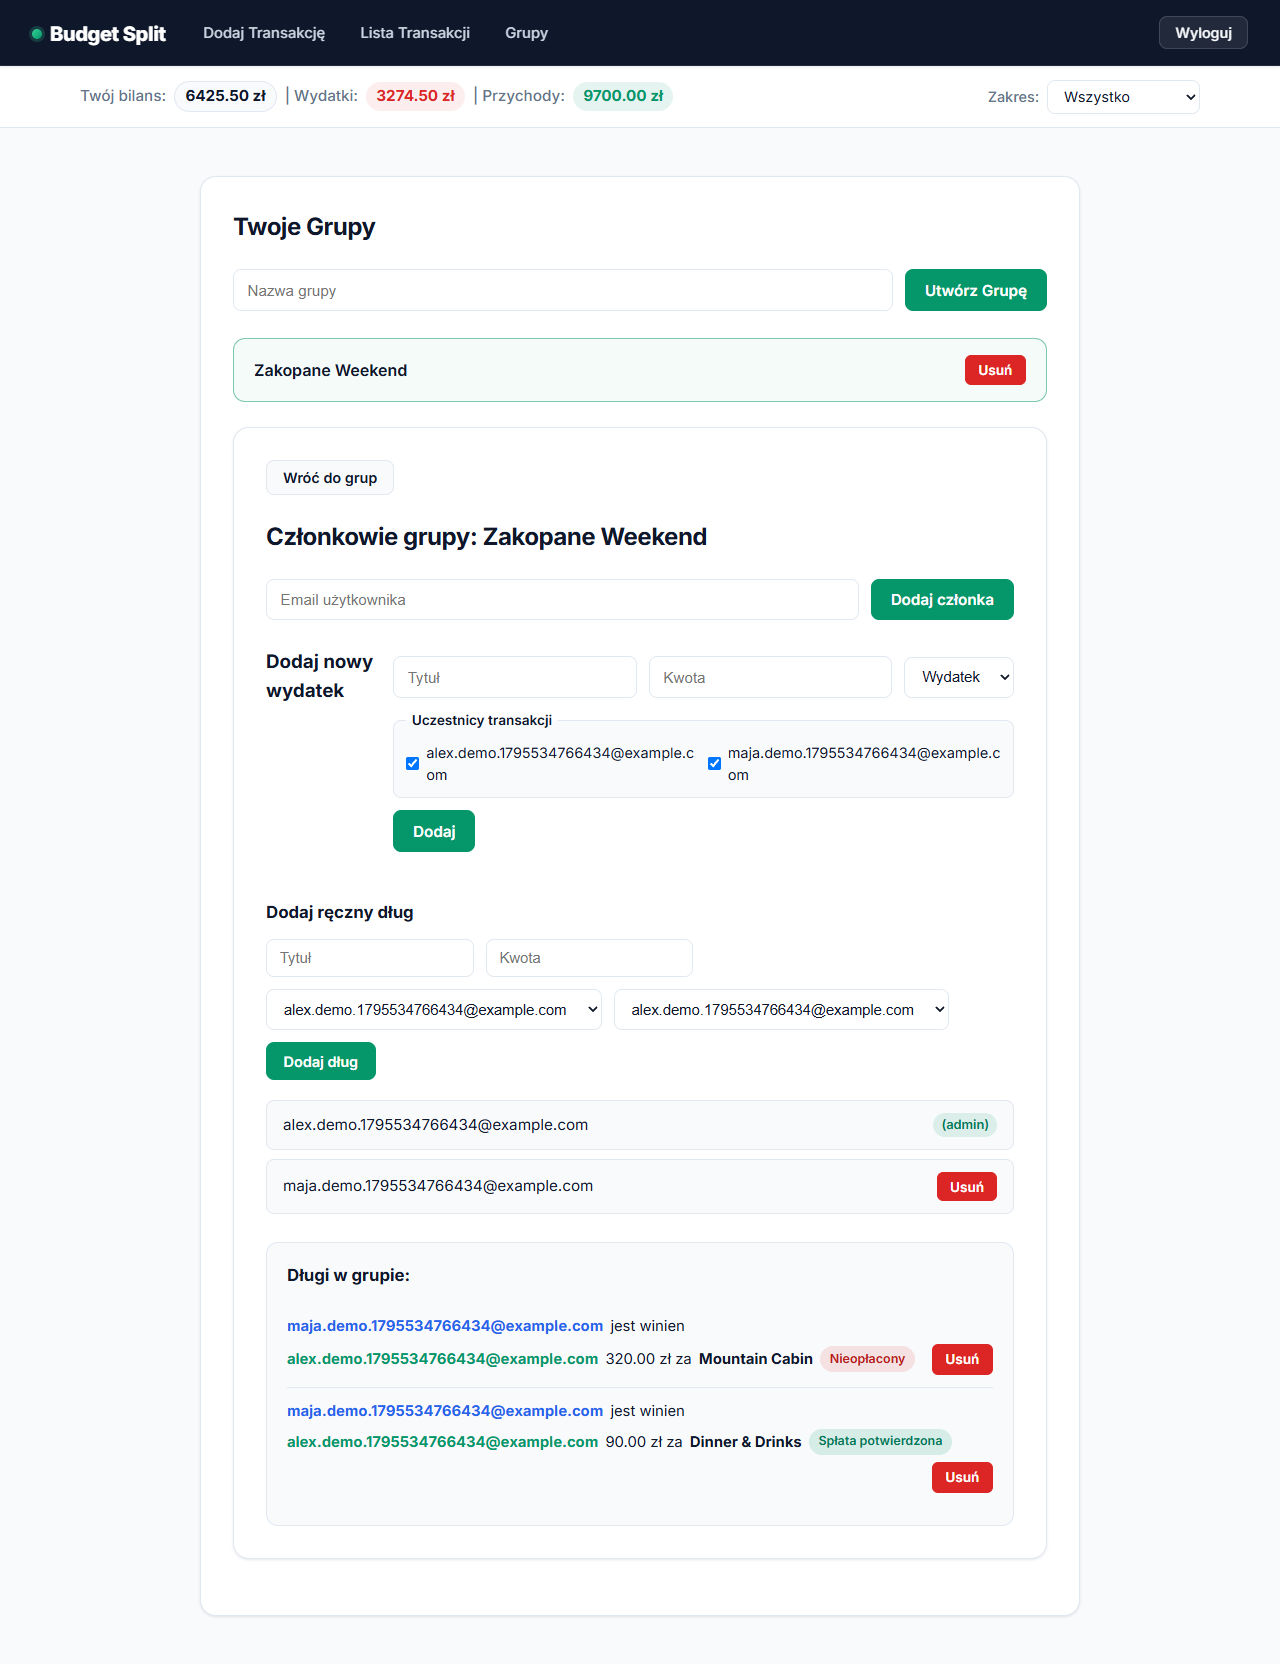 Budget Split
Dodaj Transakcję
Lista Transakcji
Grupy
Wyloguj
Twój bilans: 6425.50 zł | Wydatki: 3274.50 zł | Przychody: 9700.00 zł
Zakres: Wszystko
Twoje Grupy
Nazwa grupy
Utwórz Grupę
Zakopane Weekend
Usuń
Wróć do grup
Członkowie grupy: Zakopane Weekend
Email użytkownika
Dodaj członka
Dodaj nowy
wydatek
Tytuł
Kwota
Wydatek
Uczestnicy transakcji
alex.demo.1795534766434@example.c
om
maja.demo.1795534766434@example.c
om
Dodaj
Dodaj ręczny dług
Tytuł
Kwota
alex.demo.1795534766434@example.com
alex.demo.1795534766434@example.com
Dodaj dług
alex.demo.1795534766434@example.com
(admin)
maja.demo.1795534766434@example.com
Usuń
Długi w grupie:
maja.demo.1795534766434@example.com jest winien
alex.demo.1795534766434@example.com 320.00 zł za Mountain Cabin Nieopłacony
Usuń
maja.demo.1795534766434@example.com jest winien
alex.demo.1795534766434@example.com 90.00 zł za Dinner & Drinks Spłata potwierdzona
Usuń